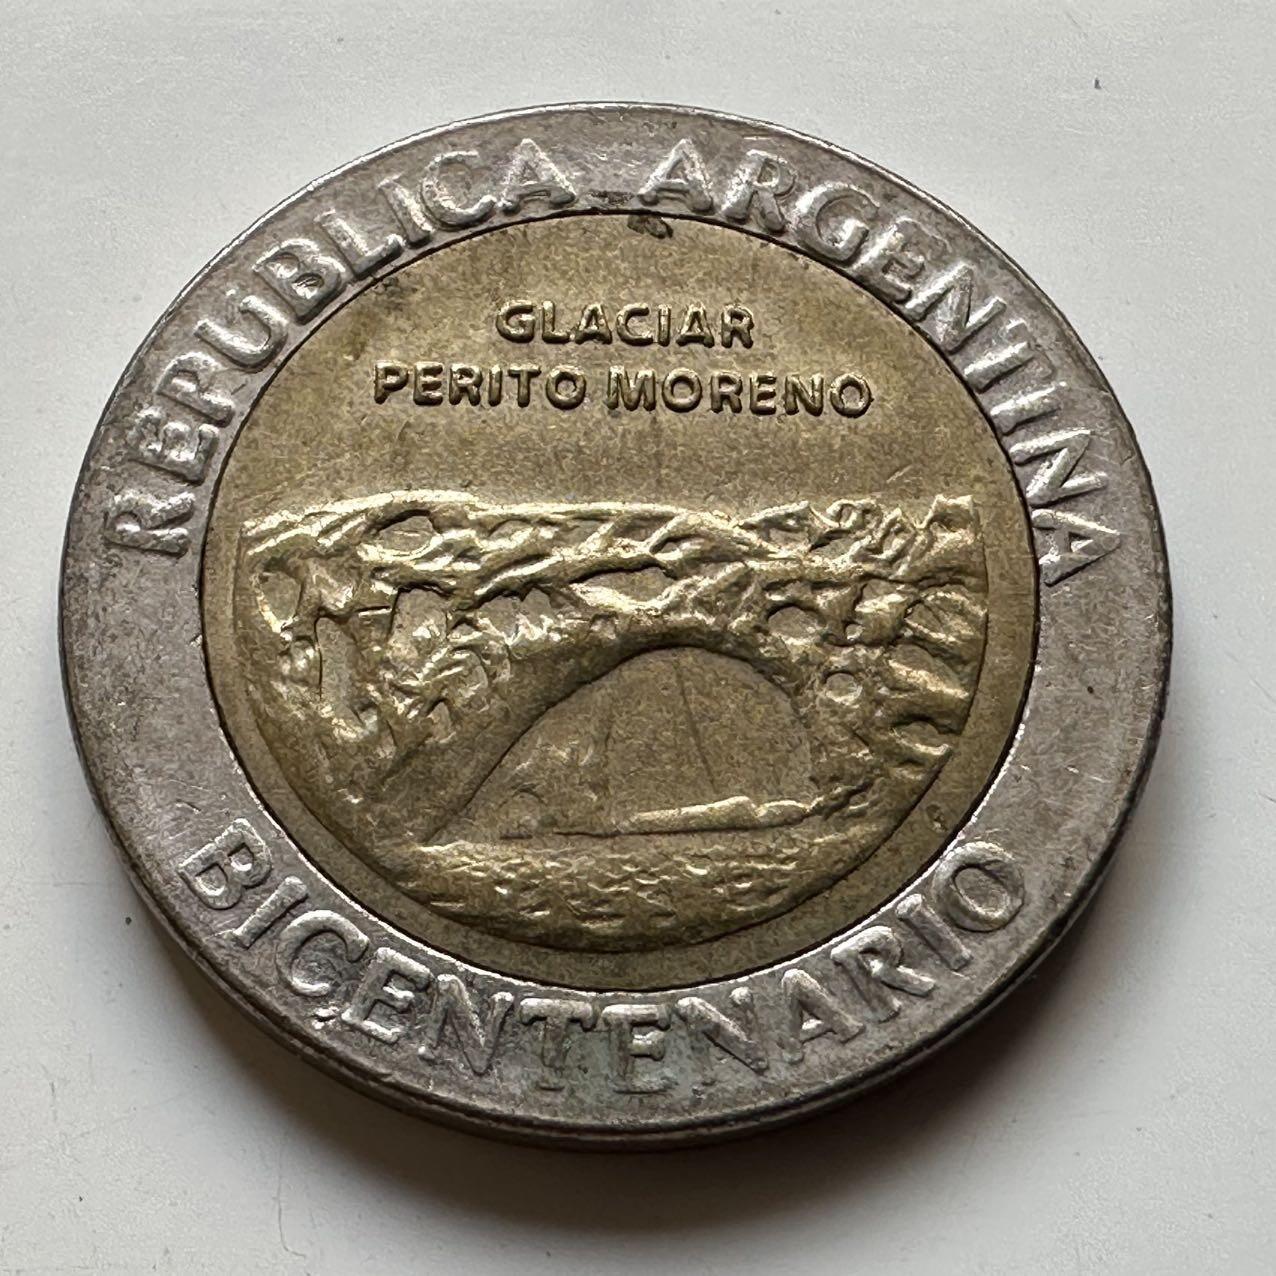 REPUBLICA ARGENTINA
GLACIAR
PERITO MORENO
BICENTENARIO